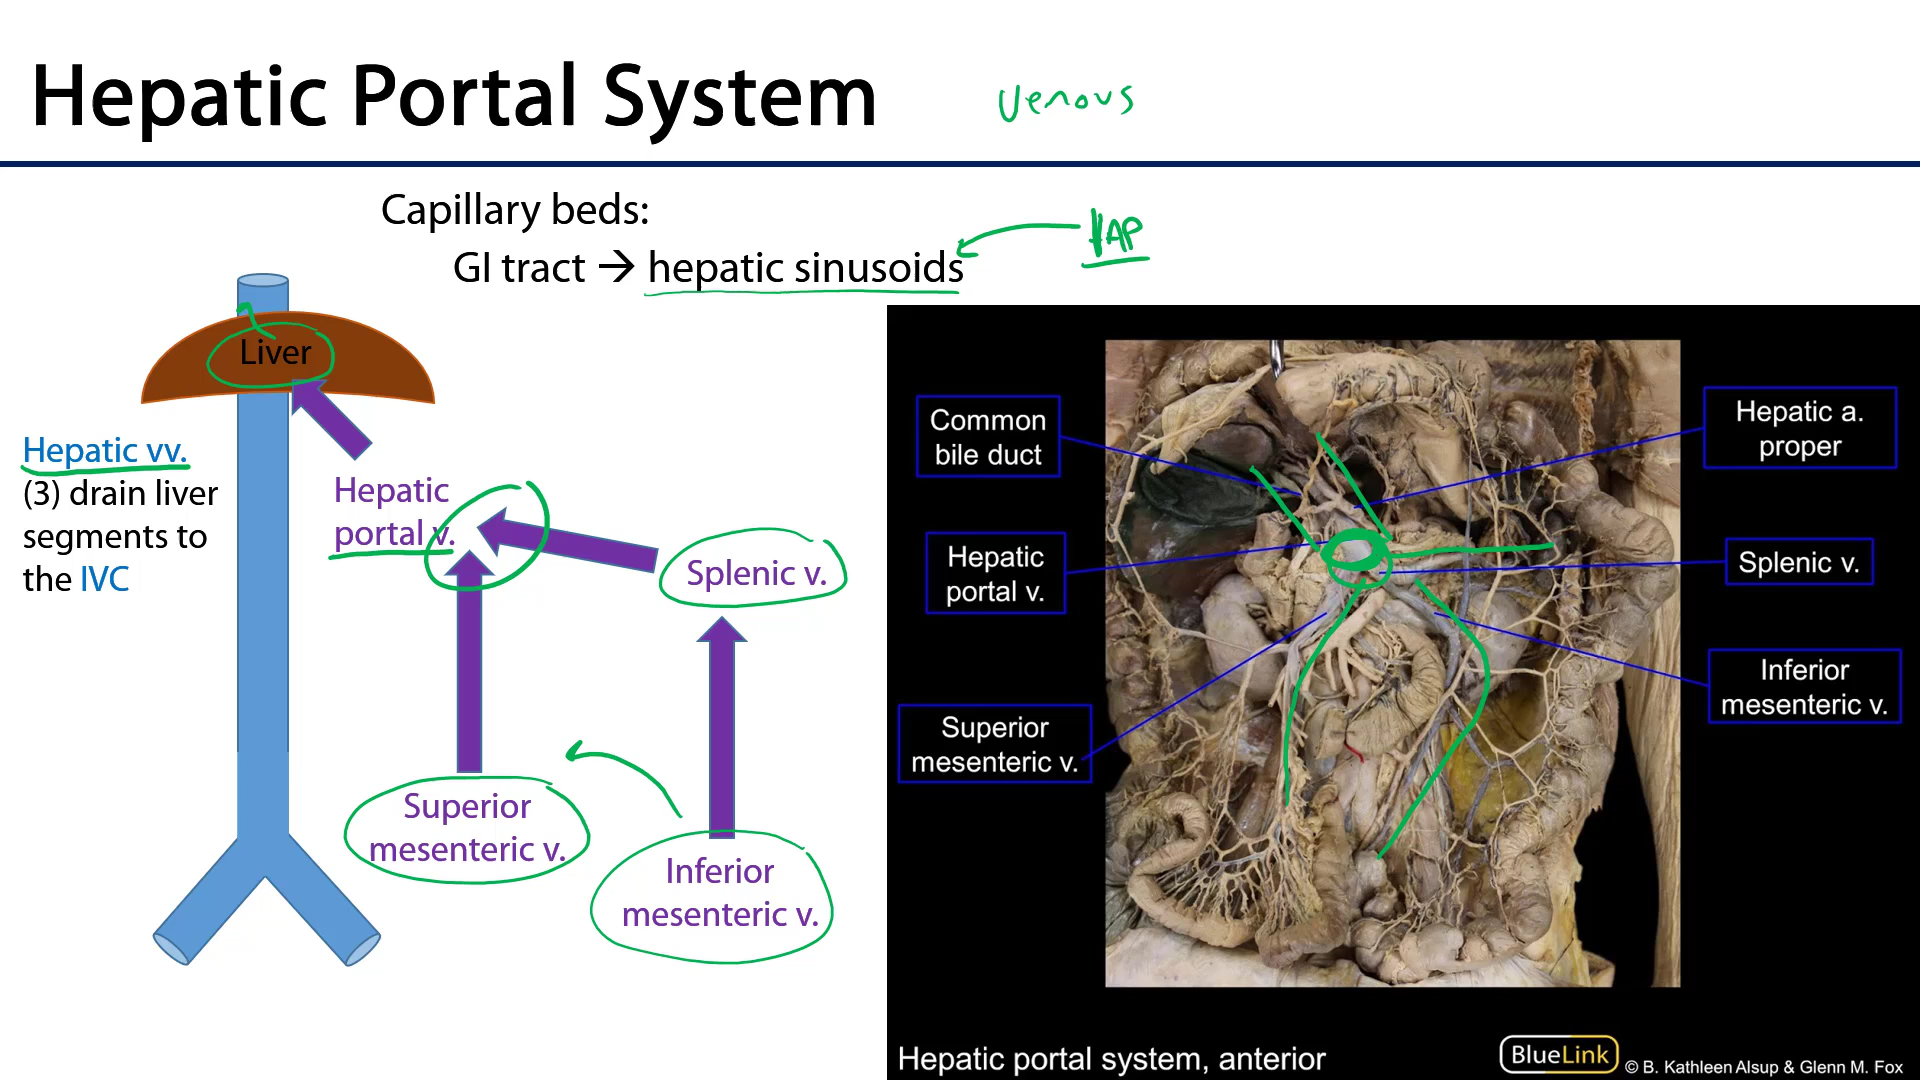 Hepatic Portal System
venous
Capillary beds:
GI tract → hepatic sinusoids
HAP
Liver
Hepatic vv.
(3) drain liver
segments to
the IVC
Hepatic
portal v.
Splenic v.
Superior
mesenteric v.
Inferior
mesenteric v.
Common
bile duct
Hepatic a.
proper
Hepatic
portal v.
Splenic v.
Superior
mesenteric v.
Inferior
mesenteric v.
Hepatic portal system, anterior
BlueLink
© B. Kathleen Alsup & Glenn M. Fox